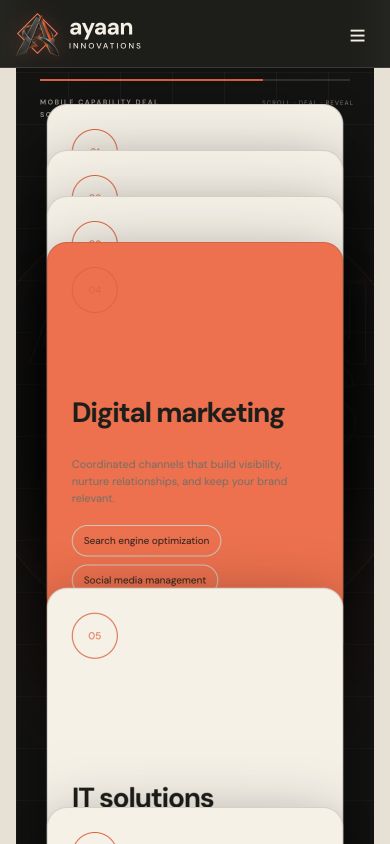 ayaan
INNOVATIONS
MOBILE CAPABILITY DEAL
SCROLL · DEAL · REVEAL
04
Digital marketing
Coordinated channels that build visibility,
nurture relationships, and keep your brand
relevant.
Search engine optimization
Social media management
05
IT solutions